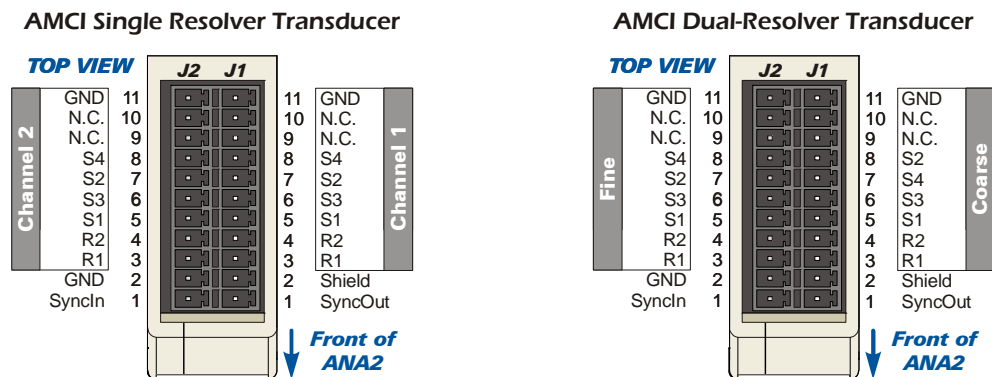 AMCI Single Resolver Transducer
TOP VIEW
J2 J1
Channel 2
GND 11
N.C. 10
N.C. 9
S4 8
S2 7
S3 6
S1 5
R2 4
R1 3
GND 2
SyncIn 1
11 GND
10 N.C.
9 N.C.
8 S4
7 S2
6 S3
5 S1
4 R2
3 R1
2 Shield
1 SyncOut
Channel 1
Front of
ANA2
AMCI Dual-Resolver Transducer
TOP VIEW
J2 J1
Fine
GND 11
N.C. 10
N.C. 9
S4 8
S2 7
S3 6
S1 5
R2 4
R1 3
GND 2
SyncIn 1
11 GND
10 N.C.
9 N.C.
8 S2
7 S4
6 S3
5 S1
4 R2
3 R1
2 Shield
1 SyncOut
Coarse
Front of
ANA2